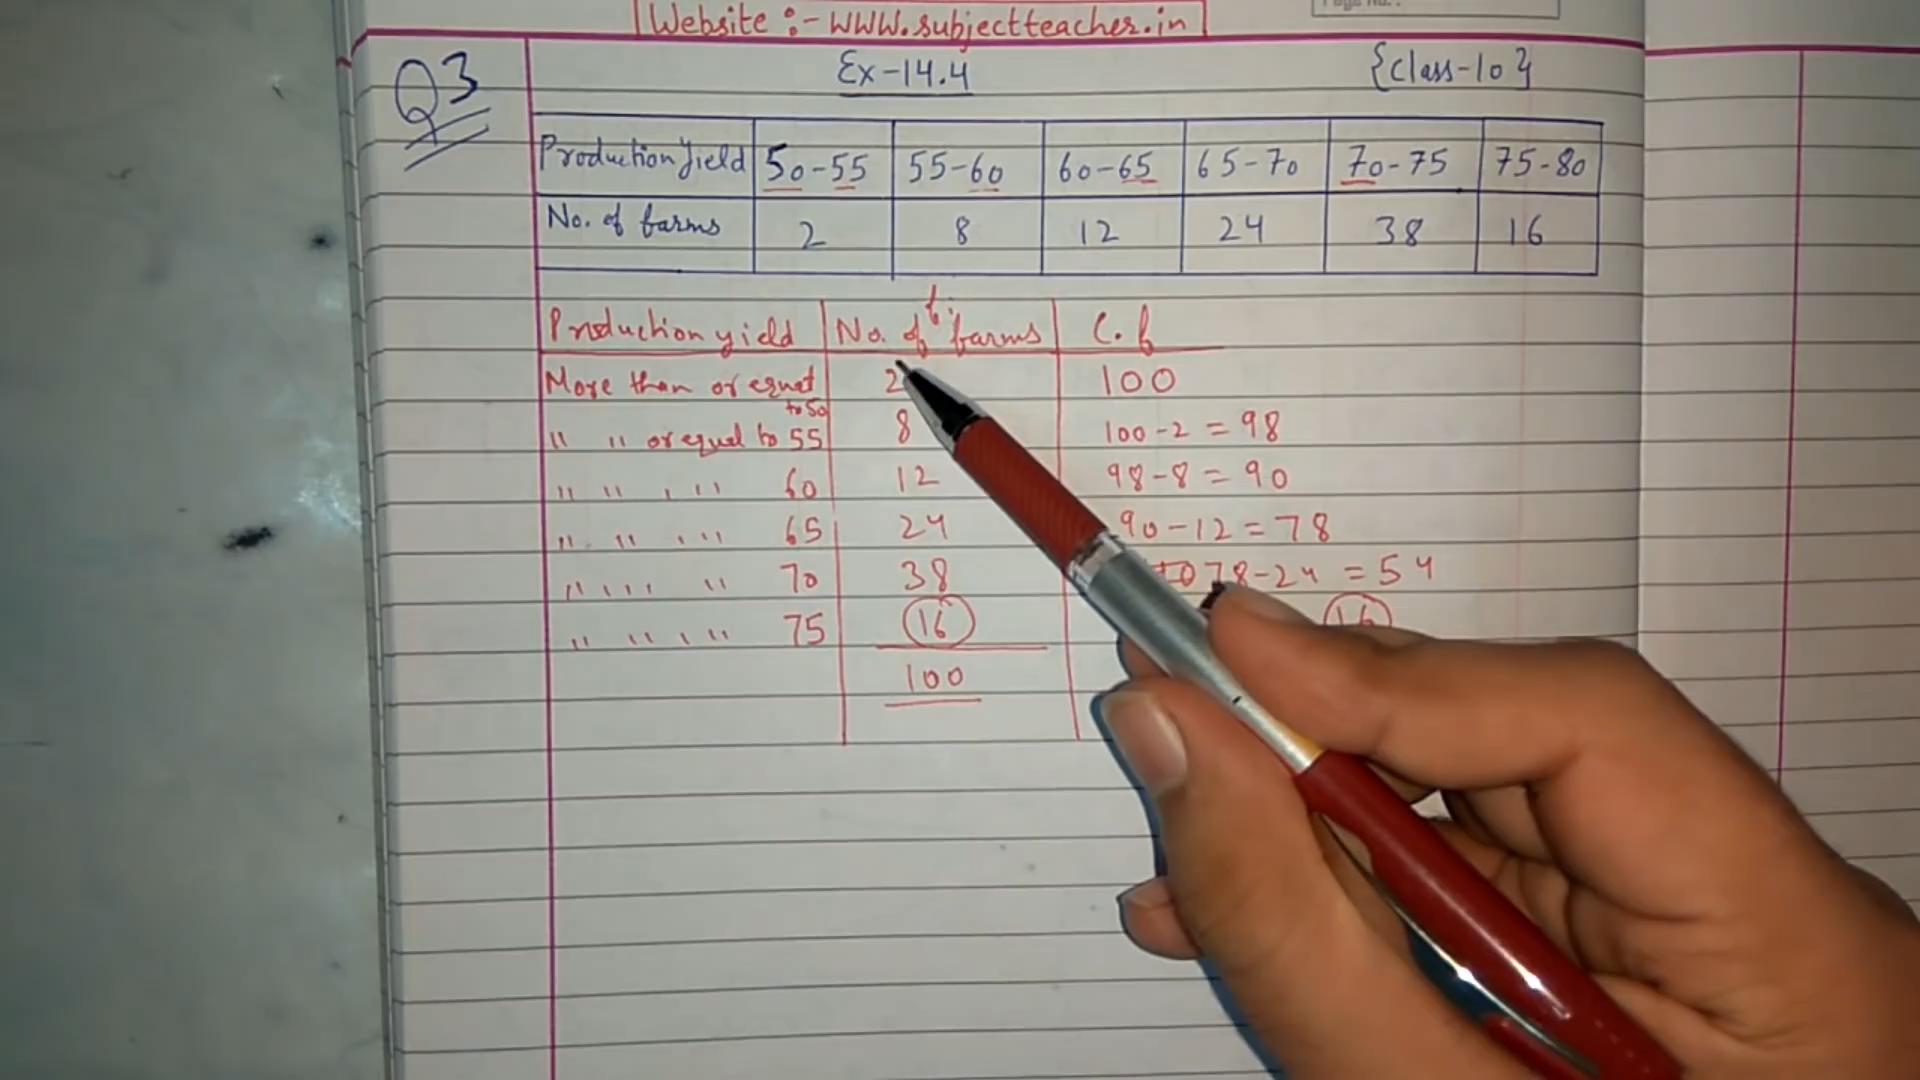 Website :- www.subjectteacher.in
Q3
Ex-14.4
{Class-10}
Production Yield 50-55 55-60 60-65 65-70 70-75 75-80
No. of farms 2 8 12 24 38 16
fi
Production yield No. of farms C.f
More than or equal 2 100
to 50
" " or equal to 55 8 100-2 = 98
" " " " 60 12 98-8 = 90
" " " " 65 24 90-12 = 78
" " " " 70 38 78-24 = 54
" " " " 75 16 16
100